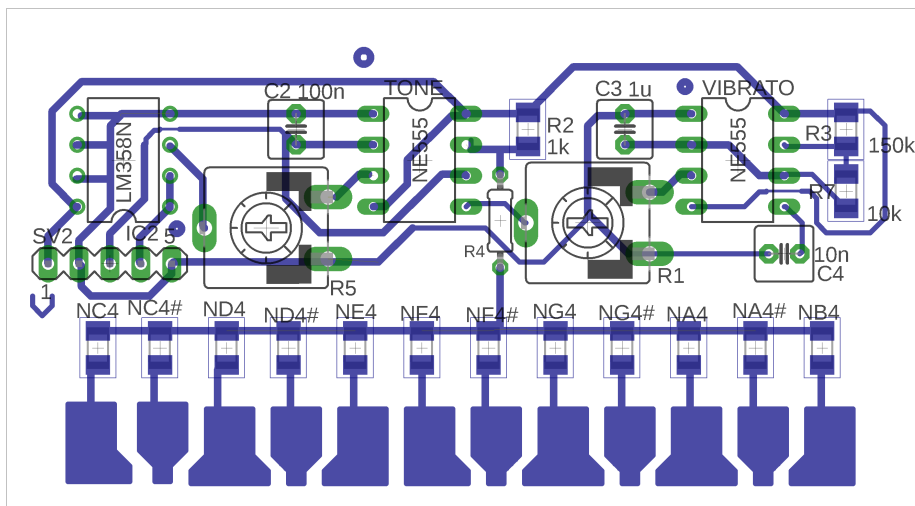 C2 100n
TONE
C3 1u
VIBRATO
LM358N
NE555
R2
1k
NE555
R3
150k
R7
10k
SV2
IC2
5
R4
10n
C4
1
R5
R1
NC4
NC4#
ND4
ND4#
NE4
NF4
NF4#
NG4
NG4#
NA4
NA4#
NB4